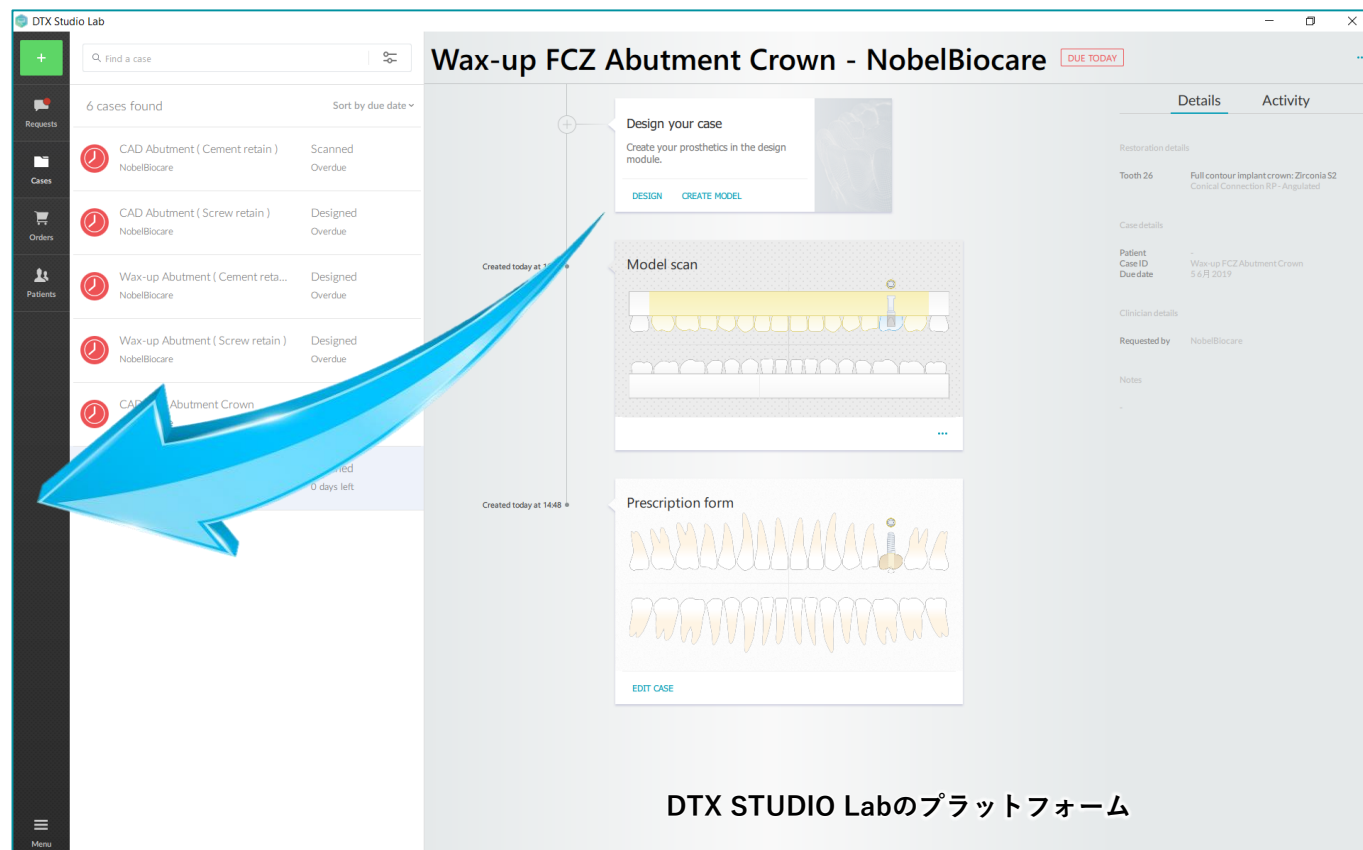 DTX Studio Lab
Find a case
6 cases found
Sort by due date
Requests
Cases
Orders
Patients
Menu
CAD Abutment ( Cement retain )
Scanned
NobelBiocare
Overdue
CAD Abutment ( Screw retain )
Designed
NobelBiocare
Overdue
Wax-up Abutment ( Cement reta...
Designed
NobelBiocare
Overdue
Wax-up Abutment ( Screw retain )
Designed
NobelBiocare
Overdue
Abutment Crown
0 days left
Wax-up FCZ Abutment Crown - NobelBiocare
DUE TODAY
Design your case
Create your prosthetics in the design
module.
DESIGN CREATE MODEL
Created today at
Model scan
Created today at 14:48
Prescription form
EDIT CASE
Details Activity
Restoration details
Tooth 26 Full contour implant crown: Zirconia S2
Conical Connection RP - Angulated
Case details
Patient -
Case ID Wax-up FCZ Abutment Crown
Due date 5 6月 2019
Clinician details
Requested by NobelBiocare
Notes
-
DTX STUDIO Labのプラットフォーム